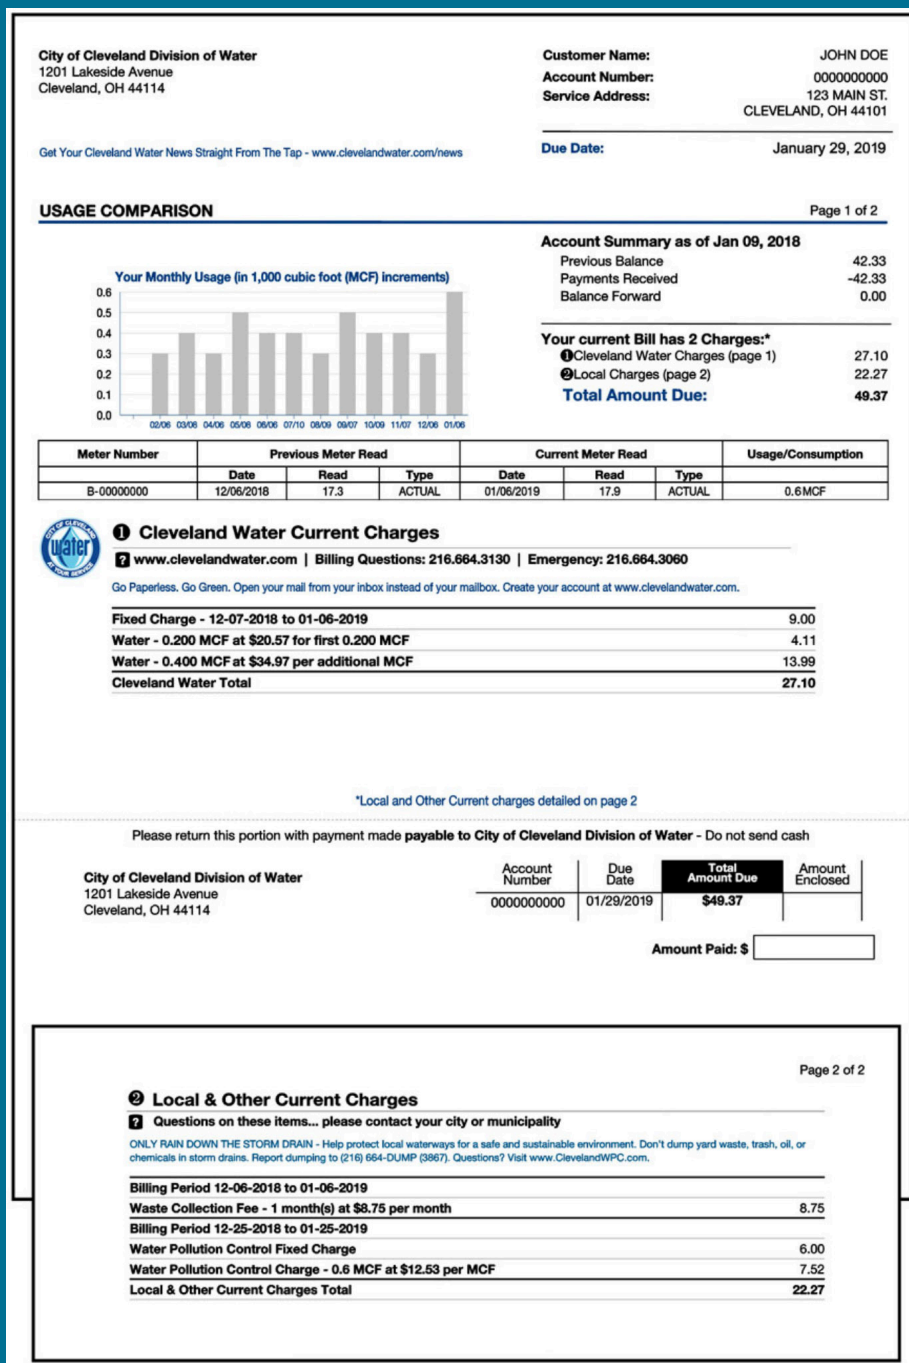 City of Cleveland Division of Water
1201 Lakeside Avenue
Cleveland, OH 44114
Customer Name: JOHN DOE
Account Number: 0000000000
Service Address: 123 MAIN ST.
CLEVELAND, OH 44101
Get Your Cleveland Water News Straight From The Tap - www.clevelandwater.com/news
Due Date: January 29, 2019
USAGE COMPARISON
Page 1 of 2
Your Monthly Usage (in 1,000 cubic foot (MCF) increments)
0.6
0.5
0.4
0.3
0.2
0.1
0.0
02/06 03/06 04/06 05/06 06/06 07/10 08/09 09/07 10/09 11/07 12/06 01/06
Account Summary as of Jan 09, 2018
Previous Balance 42.33
Payments Received -42.33
Balance Forward 0.00
Your current Bill has 2 Charges:*
❶Cleveland Water Charges (page 1) 27.10
❷Local Charges (page 2) 22.27
Total Amount Due: 49.37
Meter Number Previous Meter Read Current Meter Read Usage/Consumption
Date Read Type Date Read Type
B-00000000 12/06/2018 17.3 ACTUAL 01/06/2019 17.9 ACTUAL 0.6 MCF
CITY OF CLEVELAND
water
AT YOUR SERVICE
❶ Cleveland Water Current Charges
? www.clevelandwater.com | Billing Questions: 216.664.3130 | Emergency: 216.664.3060
Go Paperless. Go Green. Open your mail from your inbox instead of your mailbox. Create your account at www.clevelandwater.com.
Fixed Charge - 12-07-2018 to 01-06-2019 9.00
Water - 0.200 MCF at $20.57 for first 0.200 MCF 4.11
Water - 0.400 MCF at $34.97 per additional MCF 13.99
Cleveland Water Total 27.10
*Local and Other Current charges detailed on page 2
Please return this portion with payment made payable to City of Cleveland Division of Water - Do not send cash
City of Cleveland Division of Water
1201 Lakeside Avenue
Cleveland, OH 44114
Account Number Due Date Total Amount Due Amount Enclosed
0000000000 01/29/2019 $49.37
Amount Paid: $
Page 2 of 2
❷ Local & Other Current Charges
? Questions on these items... please contact your city or municipality
ONLY RAIN DOWN THE STORM DRAIN - Help protect local waterways for a safe and sustainable environment. Don't dump yard waste, trash, oil, or
chemicals in storm drains. Report dumping to (216) 664-DUMP (3867). Questions? Visit www.ClevelandWPC.com.
Billing Period 12-06-2018 to 01-06-2019
Waste Collection Fee - 1 month(s) at $8.75 per month 8.75
Billing Period 12-25-2018 to 01-25-2019
Water Pollution Control Fixed Charge 6.00
Water Pollution Control Charge - 0.6 MCF at $12.53 per MCF 7.52
Local & Other Current Charges Total 22.27